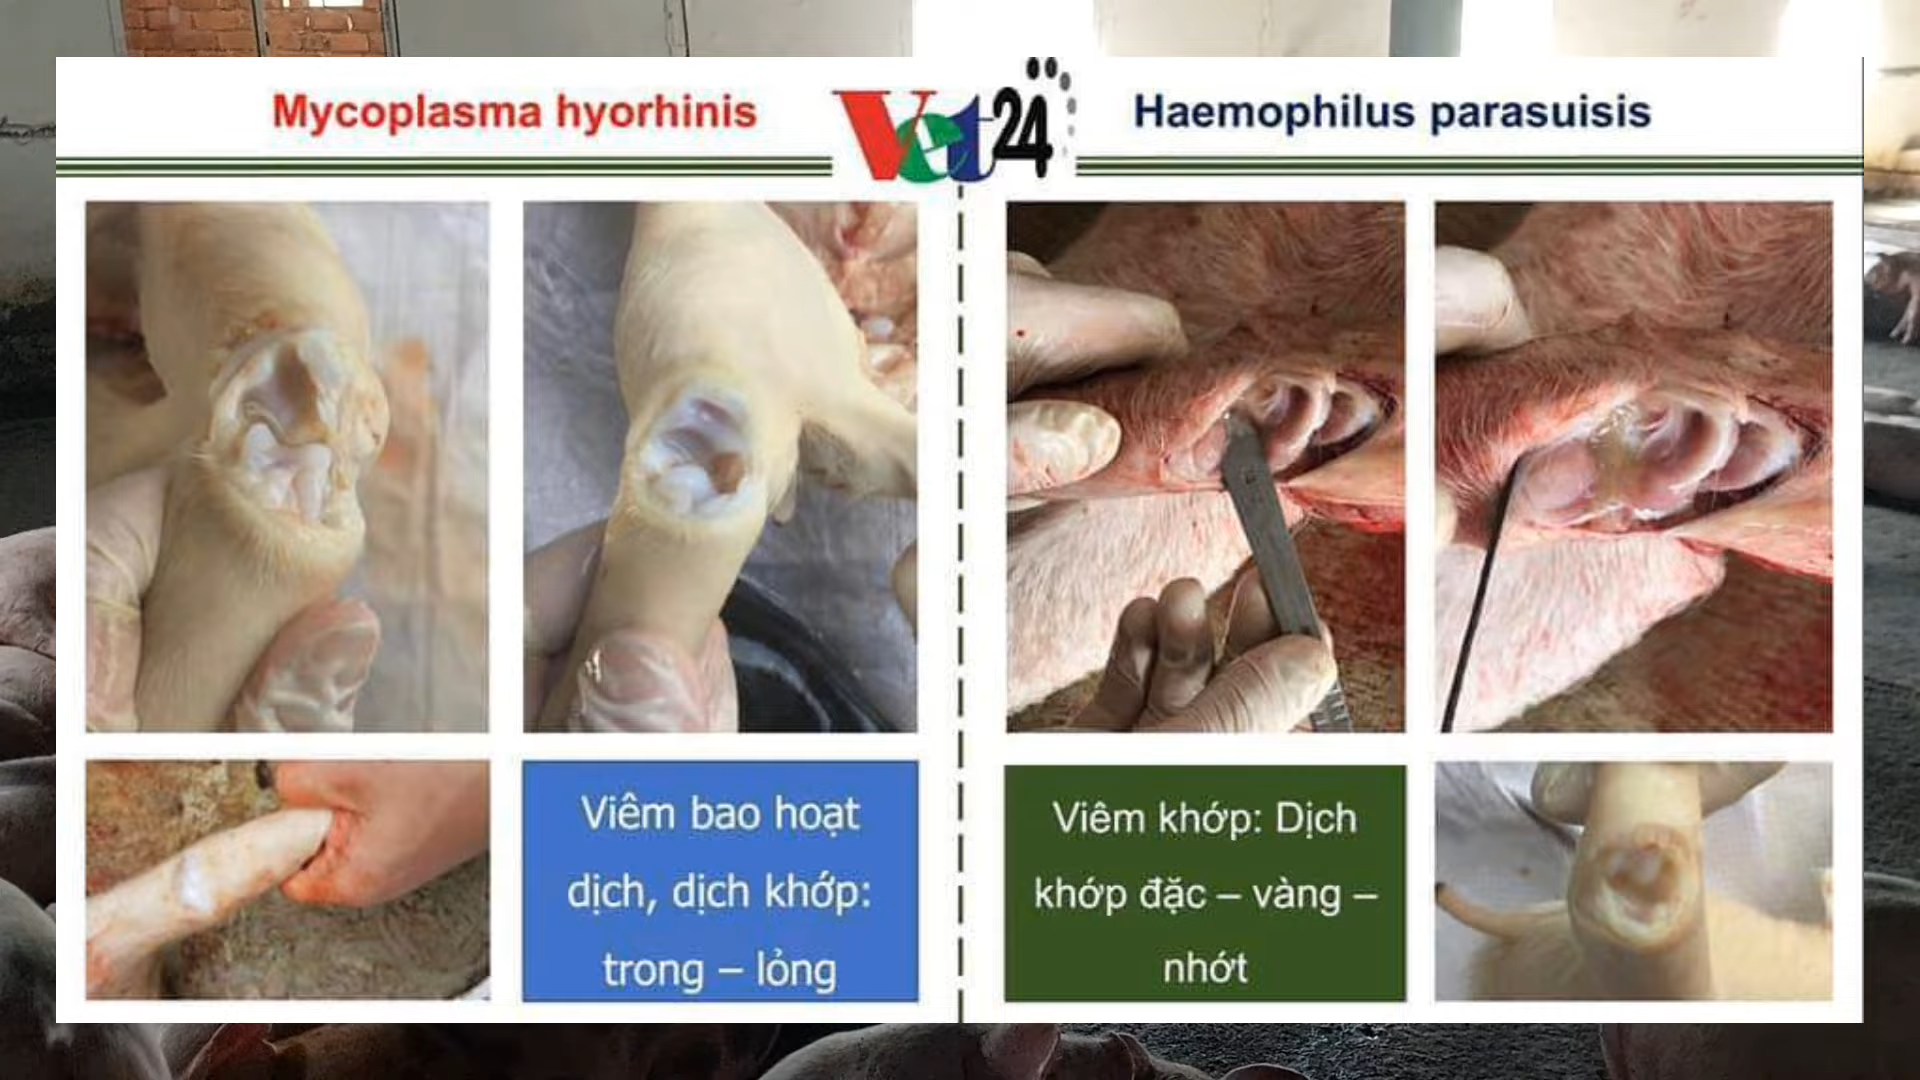 Mycoplasma hyorhinis
Vet24
Haemophilus parasuisis
Viêm bao hoạt
dịch, dịch khớp:
trong – lỏng
Viêm khớp: Dịch
khớp đặc – vàng –
nhớt